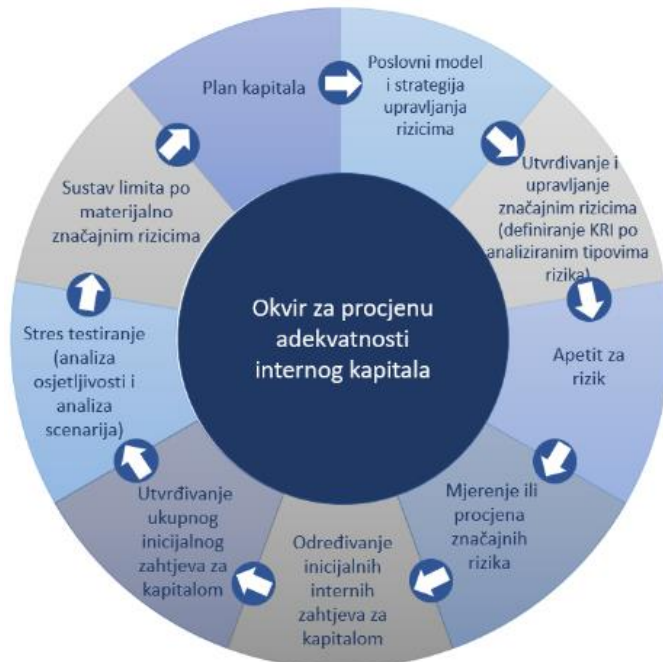 Plan kapitala
Poslovni model
i strategija
upravljanja
rizicima
Utvrđivanje i
upravljanje
značajnim rizicima
(definiranje KRI po
analiziranim tipovima
rizika)
Apetit za
rizik
Mjerenje ili
procjena
značajnih
rizika
Određivanje
inicijalnih
internih
zahtjeva za
kapitalom
Utvrđivanje
ukupnog
inicijalnog
zahtjeva za
kapitalom
Stres testiranje
(analiza
osjetljivosti i
analiza
scenarija)
Sustav limita po
materijalno
značajnim rizicima
Okvir za procjenu
adekvatnosti
internog kapitala